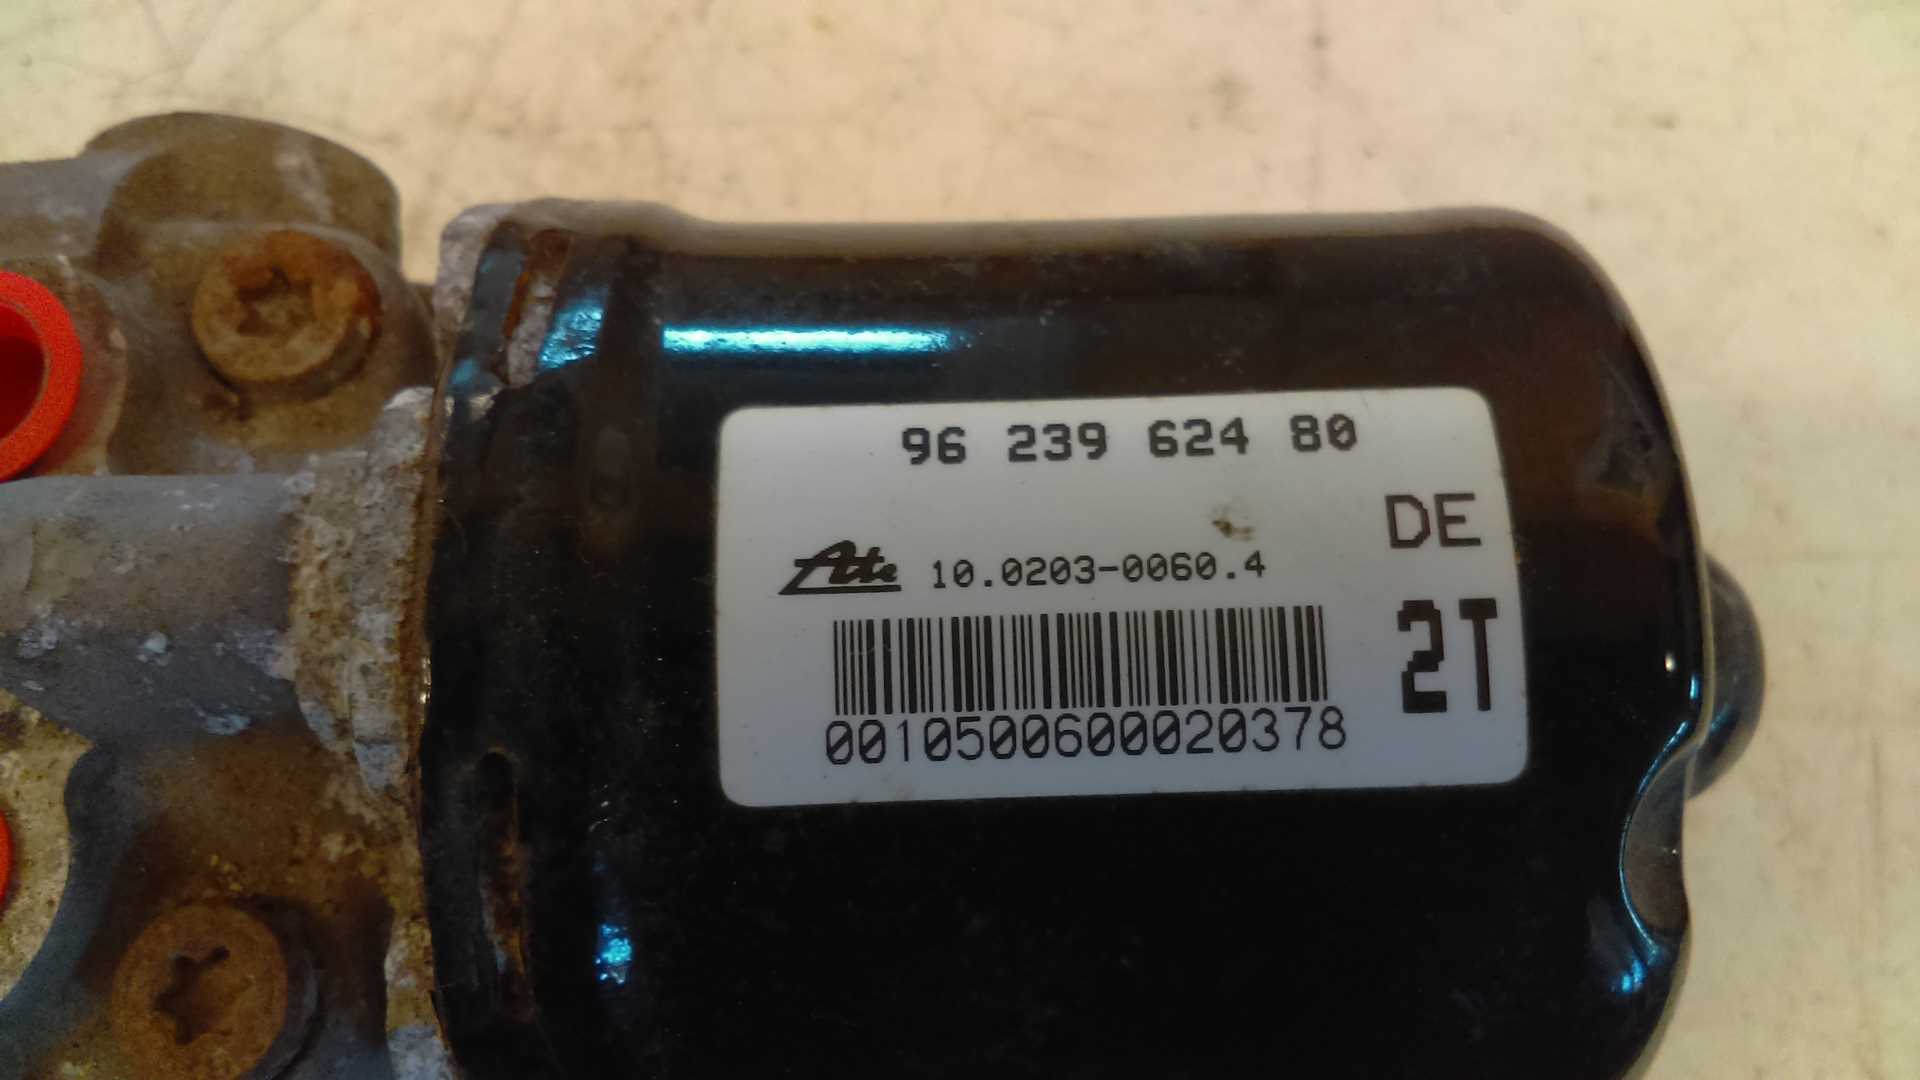 96 239 624 80
DE
Ate 10.0203-0060.4
2T
0010500600020378